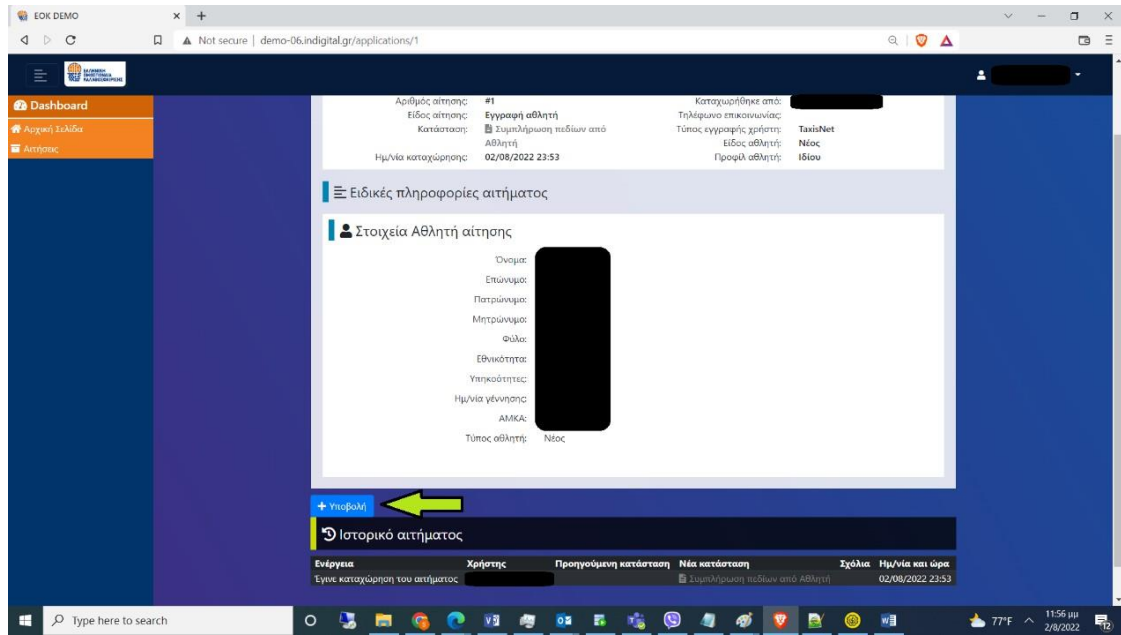 EOK DEMO
Not secure | demo-06.indigital.gr/applications/1
ΕΛΛΗΝΙΚΗ
ΟΜΟΣΠΟΝΔΙΑ
ΚΑΛΑΘΟΣΦΑΙΡΙΣΗΣ
Dashboard
Αρχική Σελίδα
Αιτήσεις
Αριθμός αίτησης: #1 Καταχωρήθηκε από:
Είδος αίτησης: Εγγραφή αθλητή Τηλέφωνο επικοινωνίας:
Κατάσταση: Συμπλήρωση πεδίων από Αθλητή Τύπος εγγραφής χρήστη: TaxisNet
Είδος αθλητή: Νέος
Ημ/νία καταχώρησης: 02/08/2022 23:53 Προφίλ αθλητή: Ιδίου
Ειδικές πληροφορίες αιτήματος
Στοιχεία Αθλητή αίτησης
Όνομα:
Επώνυμο:
Πατρώνυμο:
Μητρώνυμο:
Φύλο:
Εθνικότητα:
Υπηκοότητες:
Ημ/νία γέννησης:
ΑΜΚΑ:
Τύπος αθλητή: Νέος
+ Υποβολή
Ιστορικό αιτήματος
Ενέργεια Χρήστης Προηγούμενη κατάσταση Νέα κατάσταση Σχόλια Ημ/νία και ώρα
Έγινε καταχώρηση του αιτήματος Συμπλήρωση πεδίων από Αθλητή 02/08/2022 23:53
Type here to search
77°F
11:56 μμ
2/8/2022
12